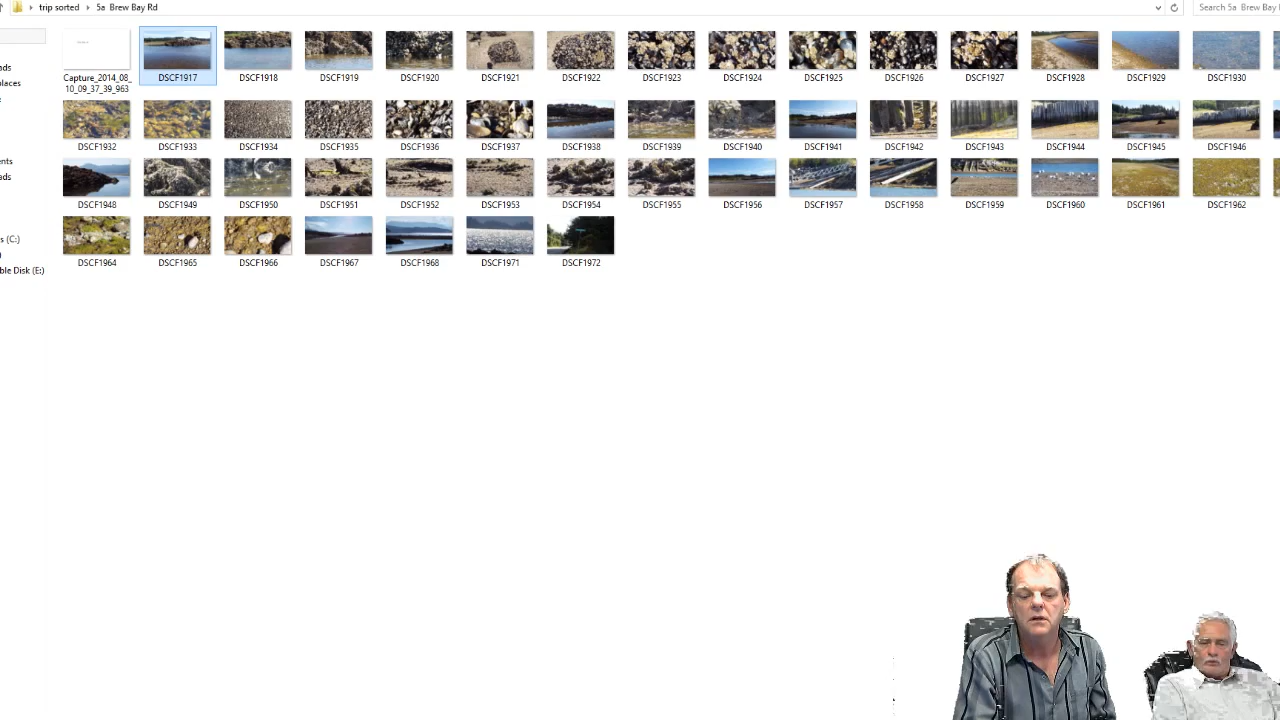 trip sorted › 5a Brew Bay Rd
Search 5a Brew Bay
Capture_2014_08_
10_09_37_39_963
DSCF1917
DSCF1918
DSCF1919
DSCF1920
DSCF1921
DSCF1922
DSCF1923
DSCF1924
DSCF1925
DSCF1926
DSCF1927
DSCF1928
DSCF1929
DSCF1930
DSCF1932
DSCF1933
DSCF1934
DSCF1935
DSCF1936
DSCF1937
DSCF1938
DSCF1939
DSCF1940
DSCF1941
DSCF1942
DSCF1943
DSCF1944
DSCF1945
DSCF1946
DSCF1948
DSCF1949
DSCF1950
DSCF1951
DSCF1952
DSCF1953
DSCF1954
DSCF1955
DSCF1956
DSCF1957
DSCF1958
DSCF1959
DSCF1960
DSCF1961
DSCF1962
DSCF1964
DSCF1965
DSCF1966
DSCF1967
DSCF1968
DSCF1971
DSCF1972
ads
places
ents
ads
s (C:)
)
ble Disk (E:)